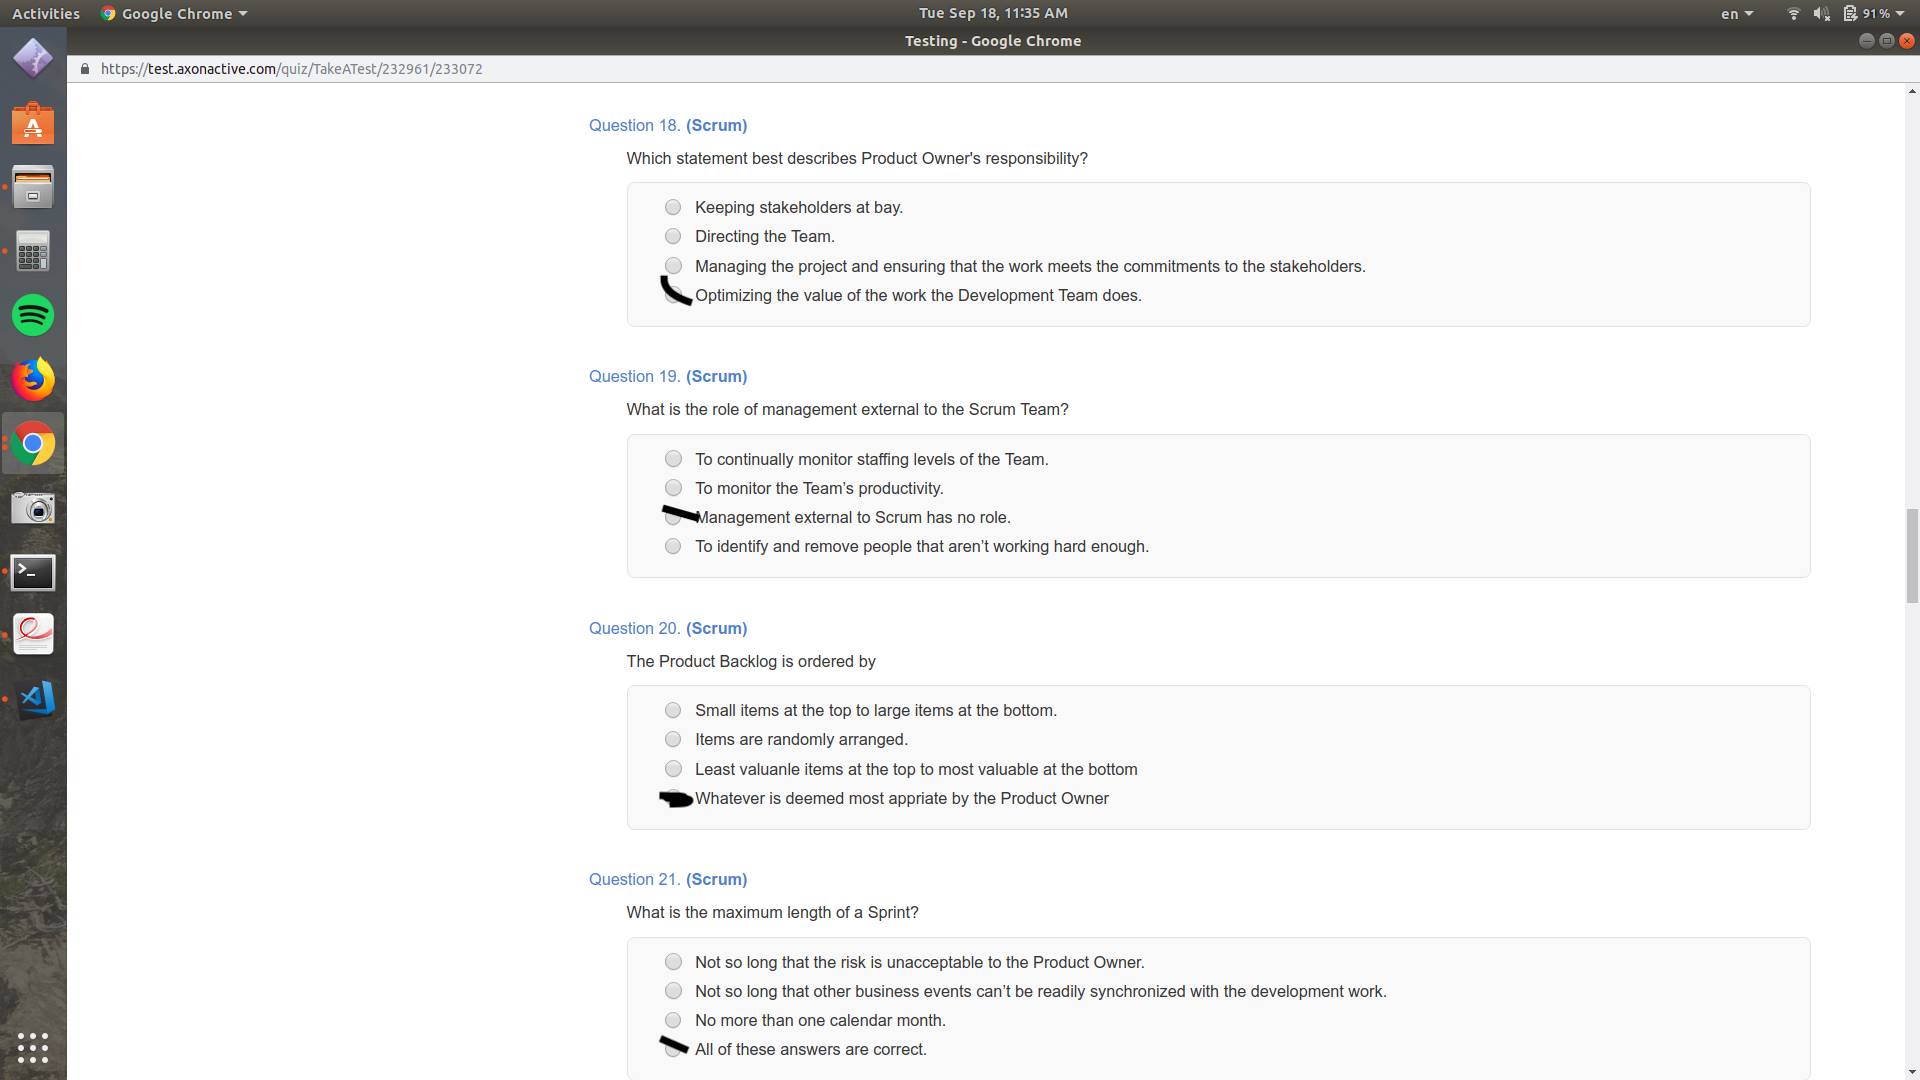 Activities Google Chrome Tue Sep 18, 11:35 AM en 91%
Testing - Google Chrome
https://test.axonactive.com/quiz/TakeATest/232961/233072
Question 18. (Scrum)
Which statement best describes Product Owner's responsibility?
Keeping stakeholders at bay.
Directing the Team.
Managing the project and ensuring that the work meets the commitments to the stakeholders.
Optimizing the value of the work the Development Team does.
Question 19. (Scrum)
What is the role of management external to the Scrum Team?
To continually monitor staffing levels of the Team.
To monitor the Team’s productivity.
Management external to Scrum has no role.
To identify and remove people that aren’t working hard enough.
Question 20. (Scrum)
The Product Backlog is ordered by
Small items at the top to large items at the bottom.
Items are randomly arranged.
Least valuanle items at the top to most valuable at the bottom
Whatever is deemed most appriate by the Product Owner
Question 21. (Scrum)
What is the maximum length of a Sprint?
Not so long that the risk is unacceptable to the Product Owner.
Not so long that other business events can’t be readily synchronized with the development work.
No more than one calendar month.
All of these answers are correct.